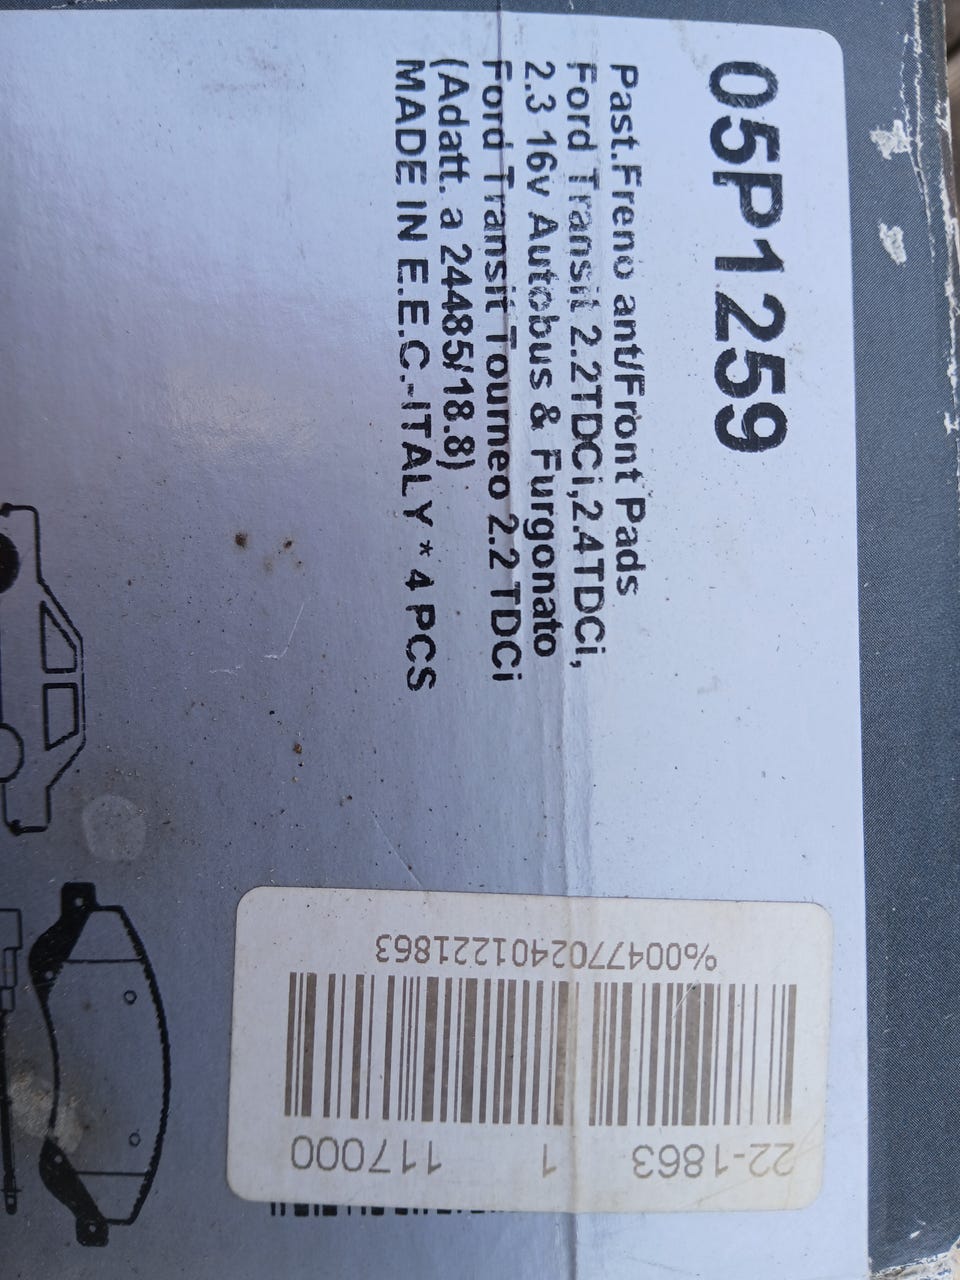 05P1259
Past.Freno ant/Front Pads
Ford Transit 2.2TDCi,2.4TDCi,
2.3 16v Autobus & Furgonato
Ford Transit Tourneo 2.2 TDCi
(Adatt. a 24485/18.8)
MADE IN E.E.C.-ITALY * 4 PCS
%0047702401221863
22-1863 1 117000